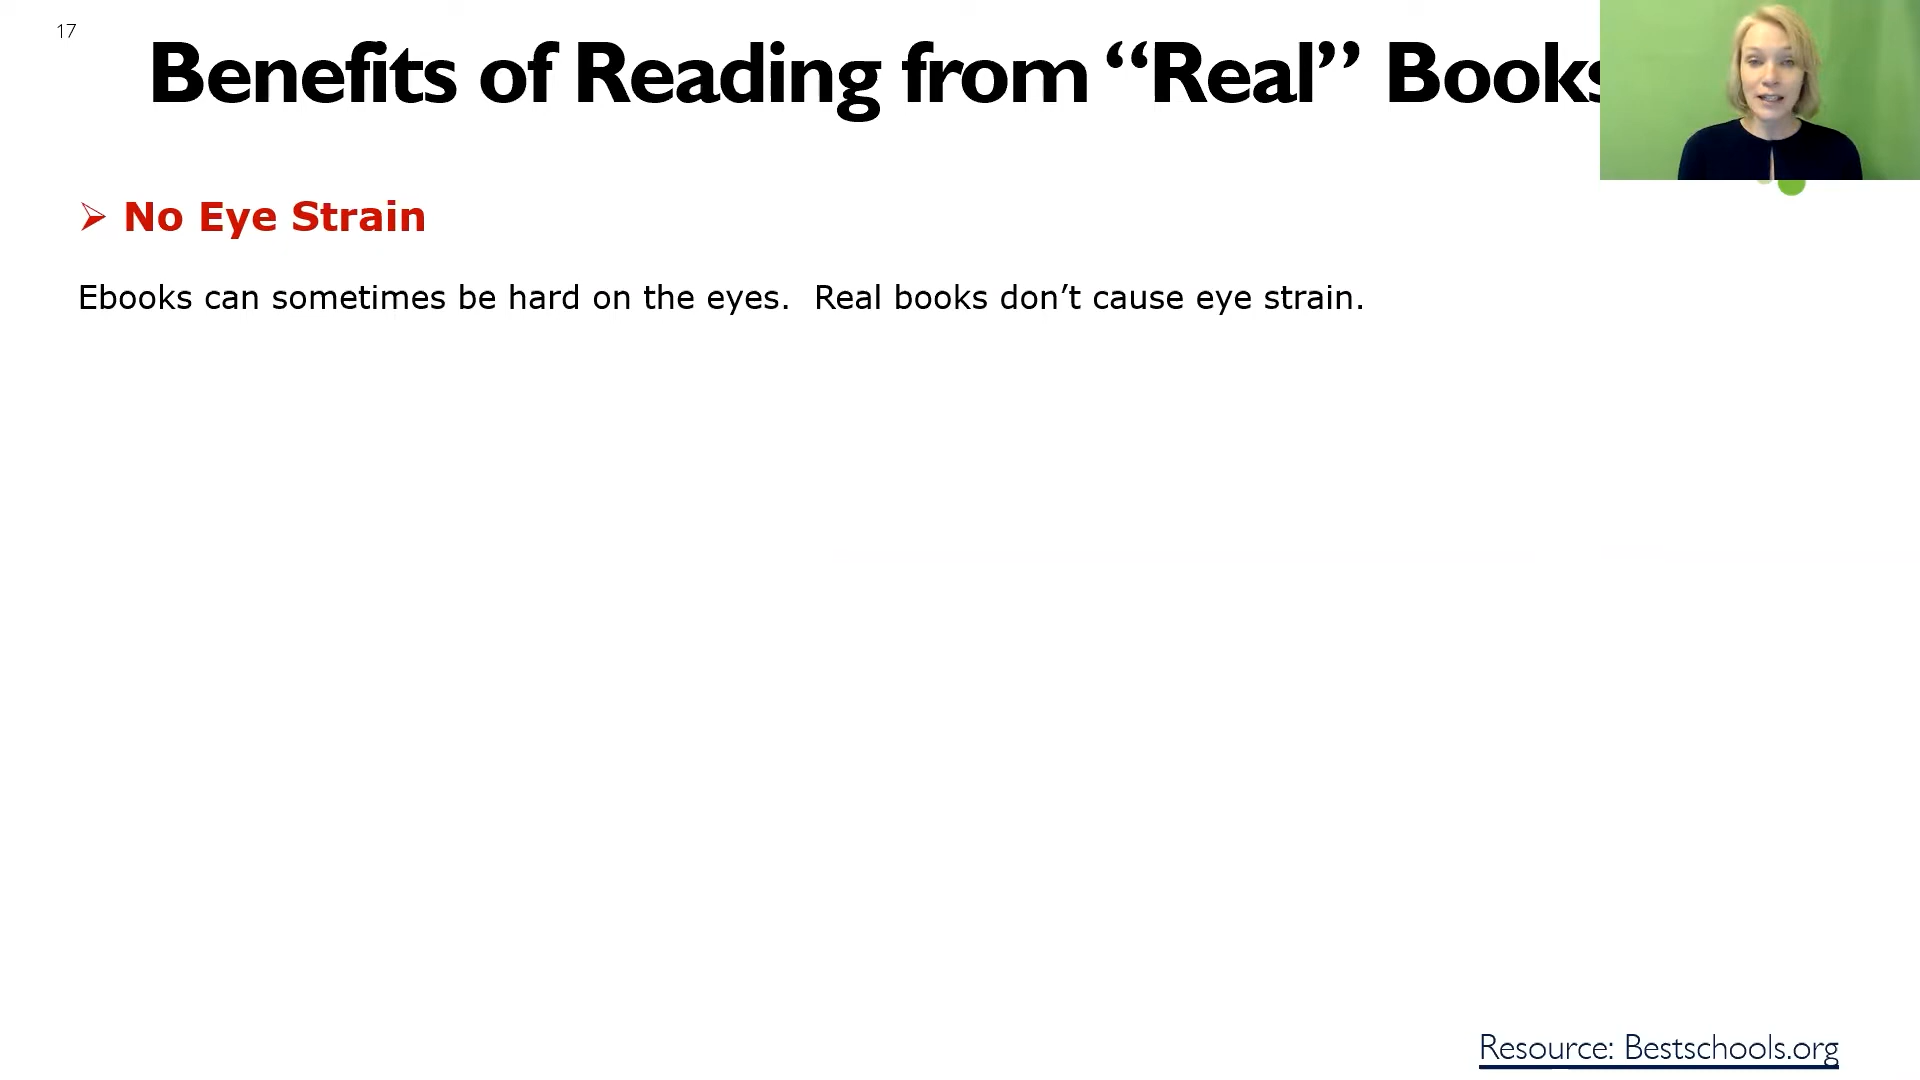 17
Benefits of Reading from “Real” Books
➢ No Eye Strain
Ebooks can sometimes be hard on the eyes.  Real books don’t cause eye strain.
Resource: Bestschools.org